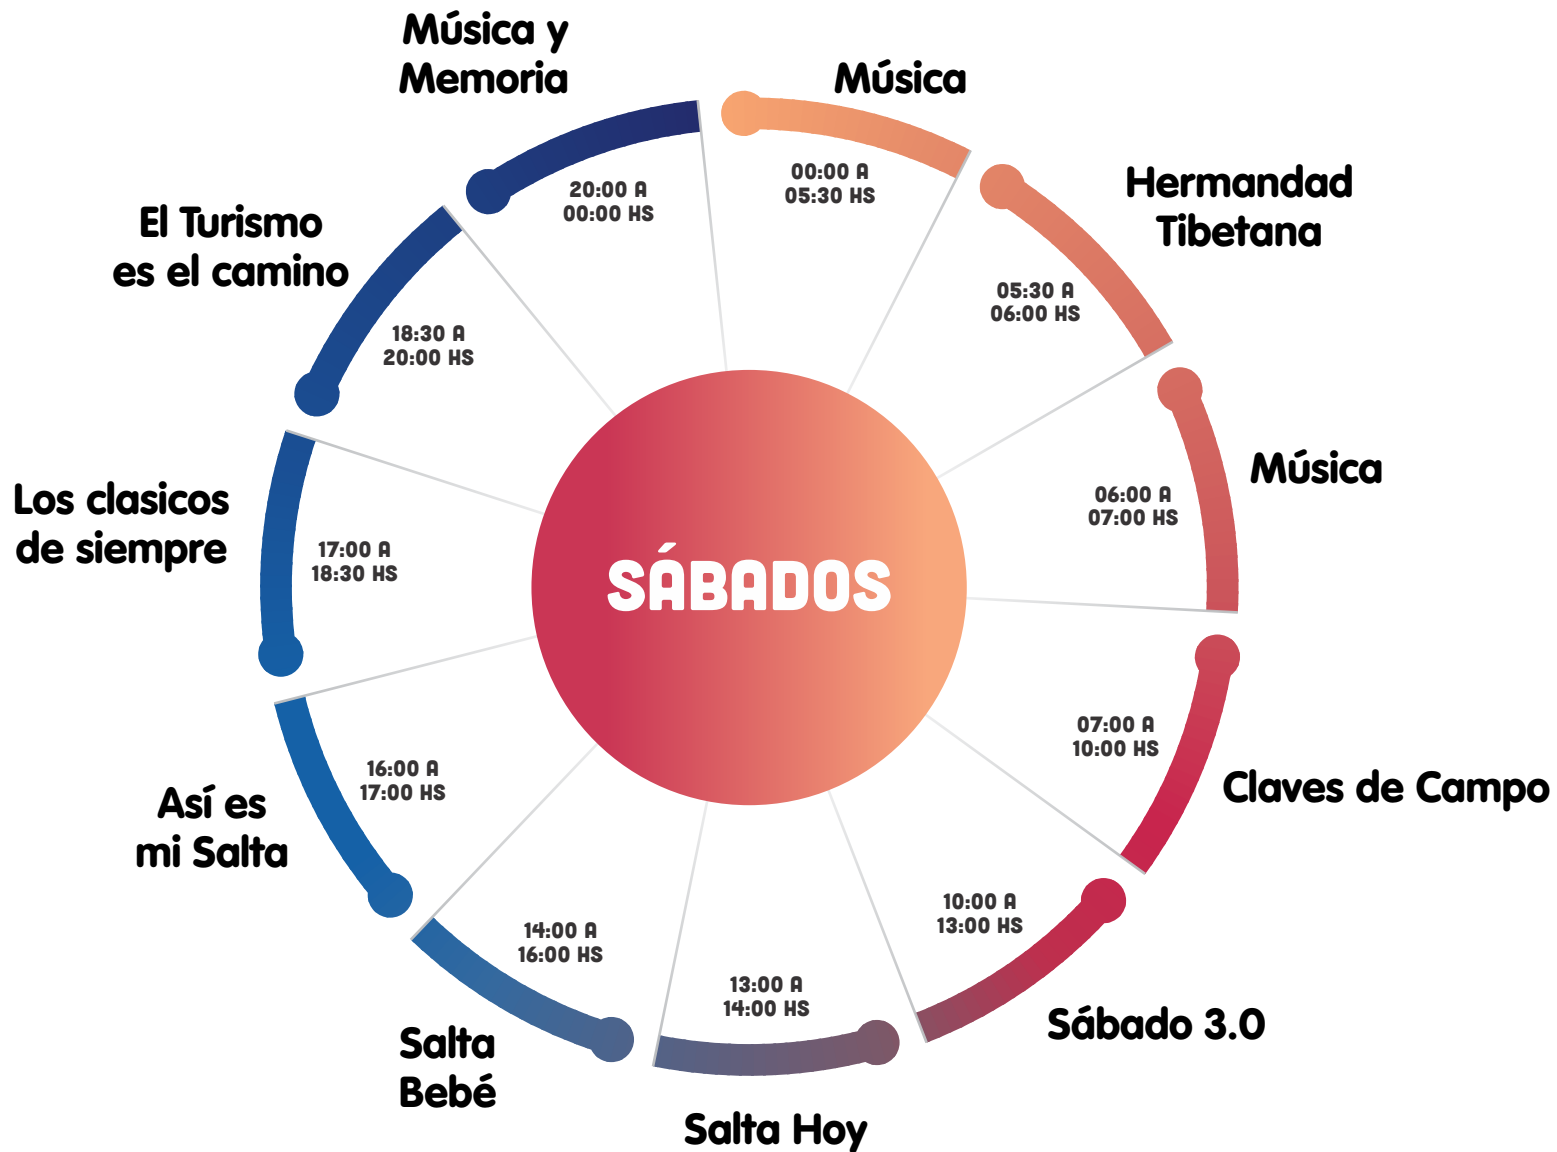 SÁBADOS
Música
00:00 A
05:30 HS
Hermandad
Tibetana
05:30 A
06:00 HS
Música
06:00 A
07:00 HS
Claves de Campo
07:00 A
10:00 HS
Sábado 3.0
10:00 A
13:00 HS
Salta Hoy
13:00 A
14:00 HS
Salta
Bebé
14:00 A
16:00 HS
Así es
mi Salta
16:00 A
17:00 HS
Los clasicos
de siempre
17:00 A
18:30 HS
El Turismo
es el camino
18:30 A
20:00 HS
Música y
Memoria
20:00 A
00:00 HS